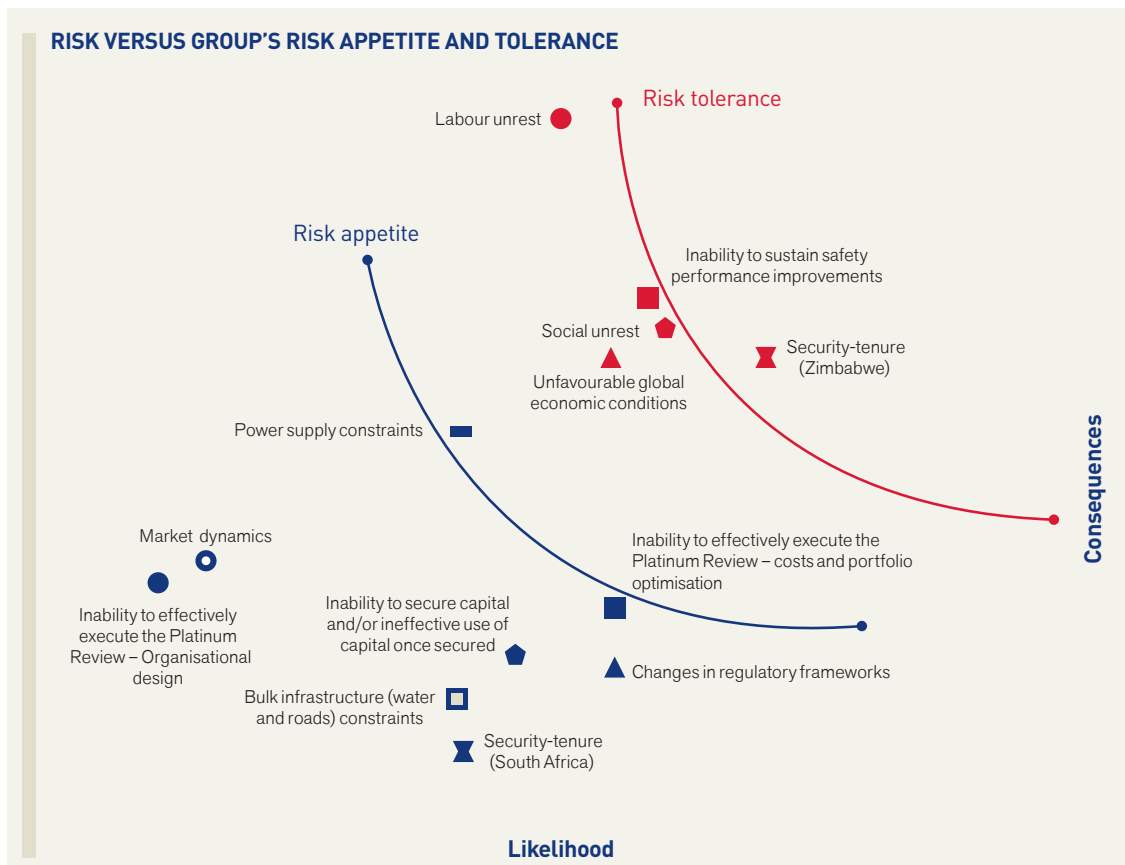 RISK VERSUS GROUP'S RISK APPETITE AND TOLERANCE
Risk tolerance
Labour unrest
Risk appetite
Inability to sustain safety
performance improvements
Social unrest
Security-tenure
(Zimbabwe)
Unfavourable global
economic conditions
Power supply constraints
Consequences
Market dynamics
Inability to effectively execute the
Platinum Review – costs and portfolio
optimisation
Inability to effectively
execute the Platinum
Review – Organisational
design
Inability to secure capital
and/or ineffective use of
capital once secured
Changes in regulatory frameworks
Bulk infrastructure (water
and roads) constraints
Security-tenure
(South Africa)
Likelihood